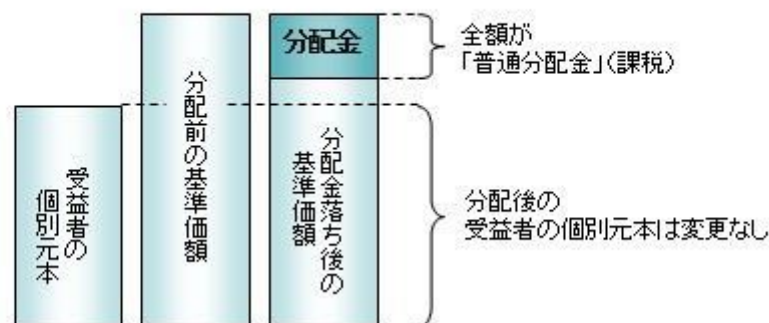 受益者の
個別元本
分配前の基準価額
分配金
分配金落ち後の
基準価額
全額が
「普通分配金」(課税)
分配後の
受益者の個別元本は変更なし